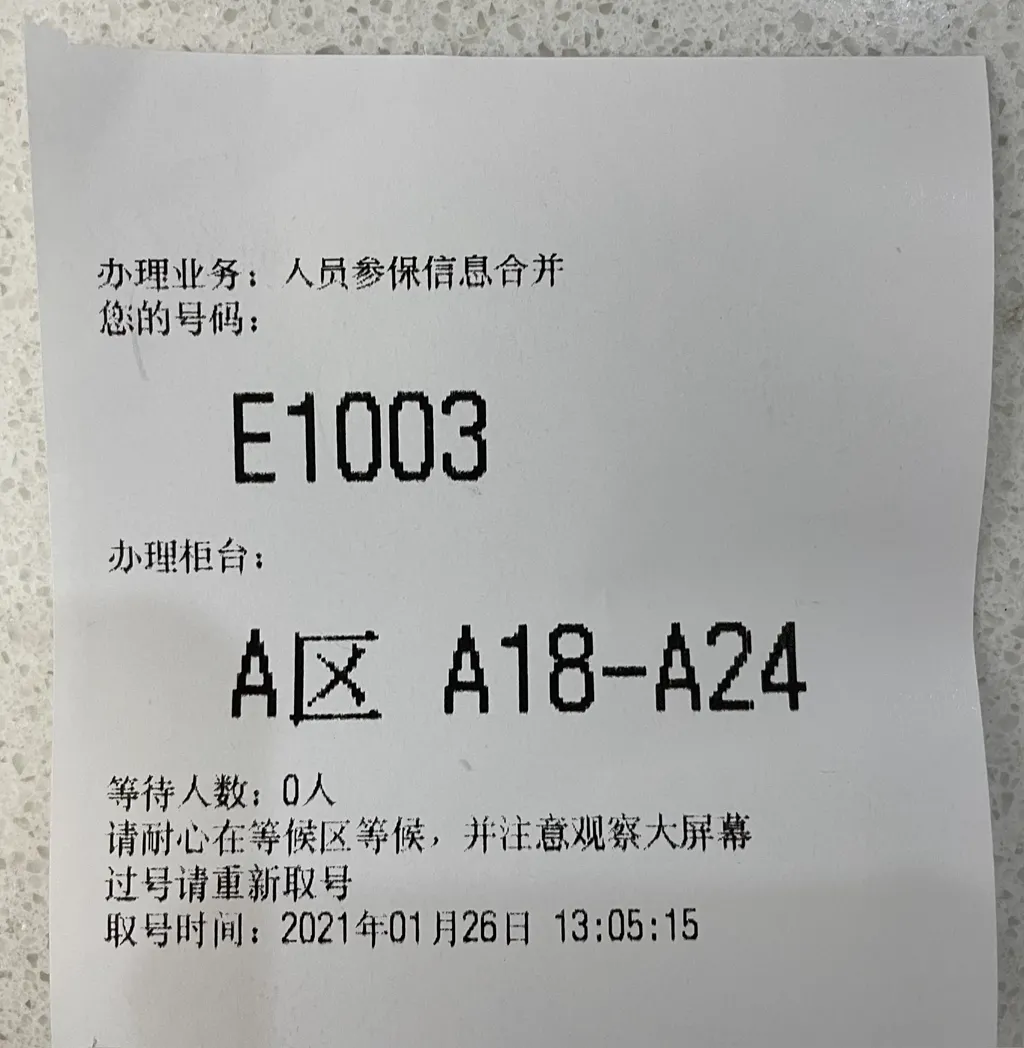 办理业务：人员参保信息合并
您的号码：
E1003
办理柜台：
A区 A18-A24
等待人数：0人
请耐心在等候区等候，并注意观察大屏幕
过号请重新取号
取号时间：2021年01月26日 13:05:15